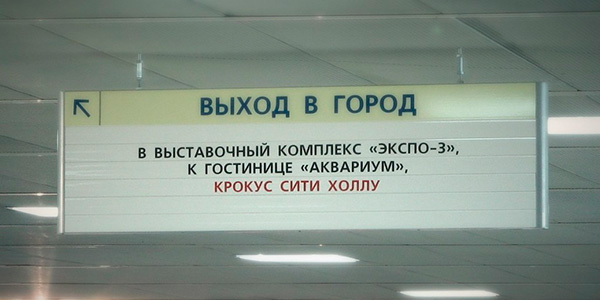 ВЫХОД В ГОРОД
В ВЫСТАВОЧНЫЙ КОМПЛЕКС «ЭКСПО-3»,
К ГОСТИНИЦЕ «АКВАРИУМ»,
КРОКУС СИТИ ХОЛЛУ